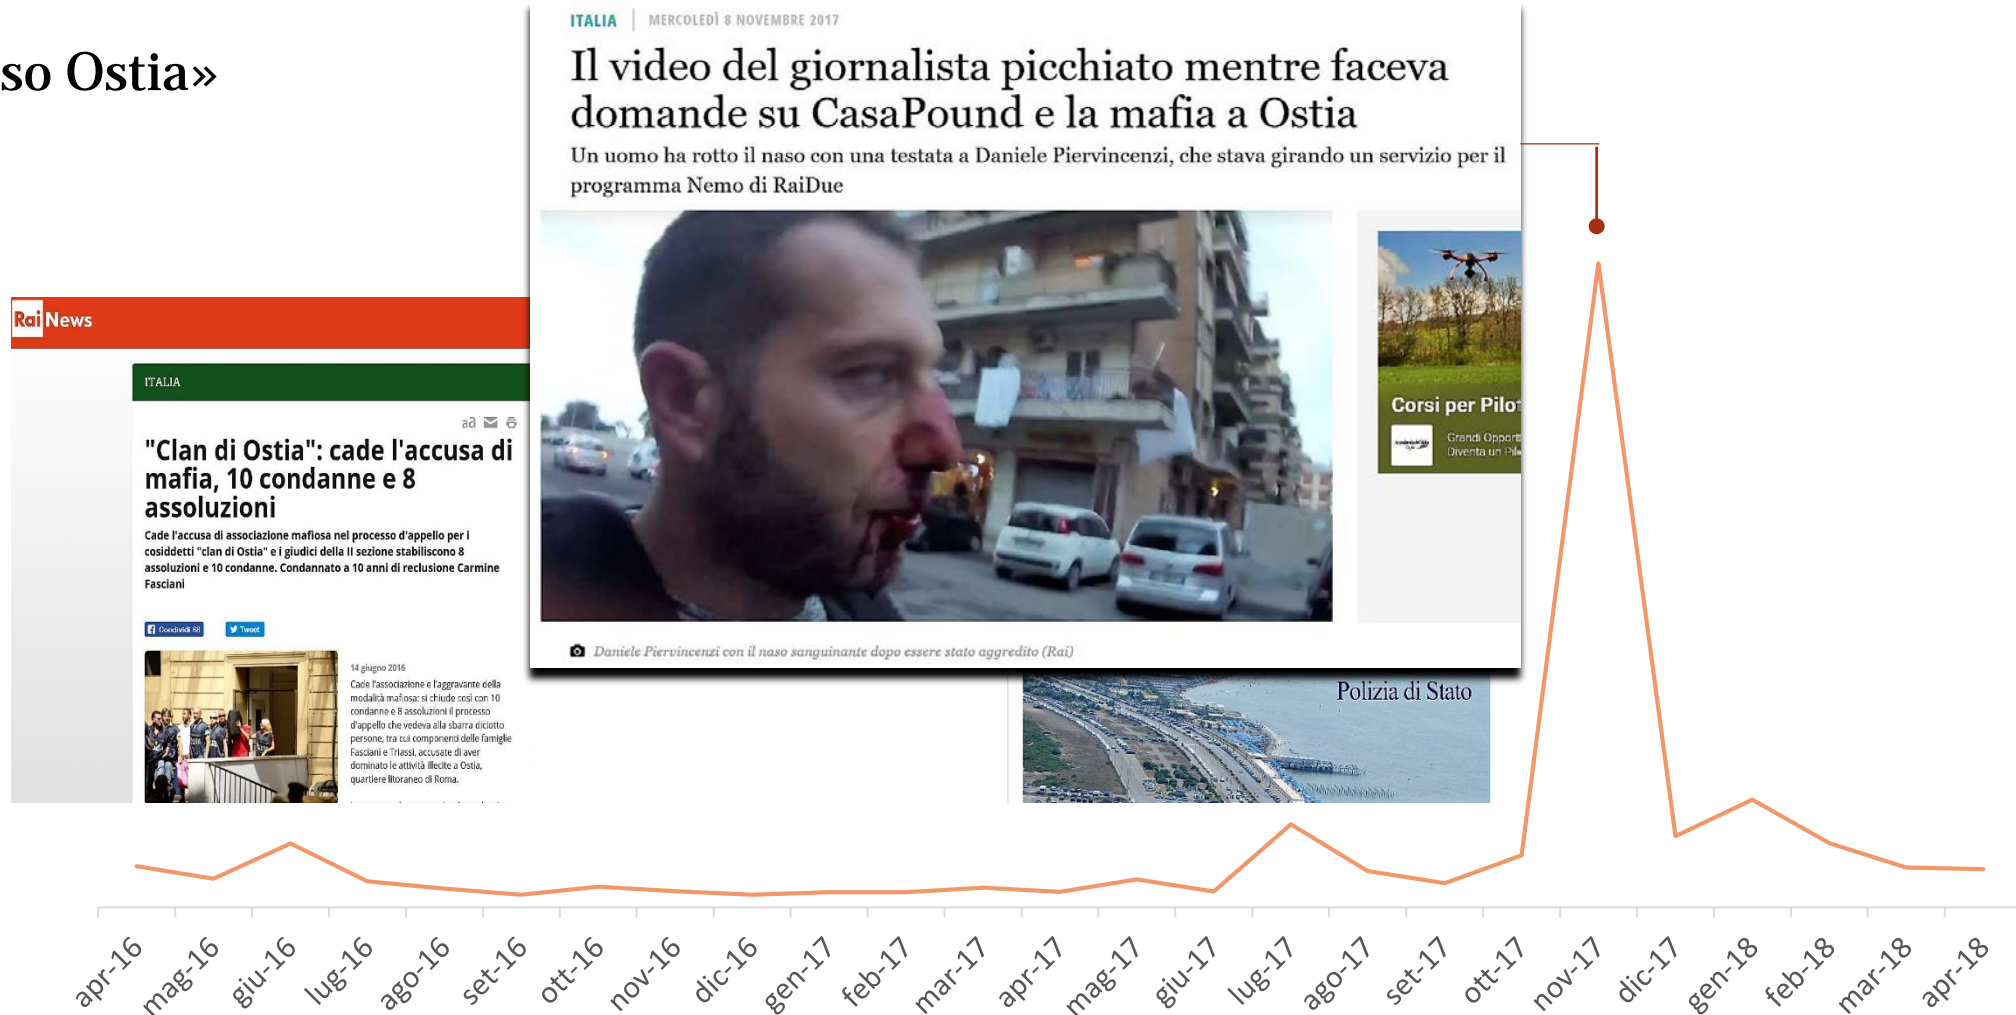 so Ostia»
ITALIA
MERCOLEDÌ 8 NOVEMBRE 2017
Il video del giornalista picchiato mentre faceva
domande su CasaPound e la mafia a Ostia
Un uomo ha rotto il naso con una testata a Daniele Piervincenzi, che stava girando un servizio per il
programma Nemo di RaiDue
Corsi per Pilo
Grandi Opport
Diventa un Pil
Daniele Piervincenzi con il naso sanguinante dopo essere stato aggredito (Rai)
Rai News
ITALIA
"Clan di Ostia": cade l'accusa di
mafia, 10 condanne e 8
assoluzioni
Cade l'accusa di associazione mafiosa nel processo d'appello per i
cosiddetti "clan di Ostia" e i giudici della II sezione stabiliscono 8
assoluzioni e 10 condanne. Condannato a 10 anni di reclusione Carmine
Fasciani
Condividi 68
Tweet
14 giugno 2016
Cade l'associazione e l'aggravante della
modalità mafiosa: si chiude così con 10
condanne e 8 assoluzioni il processo
d'appello che vedeva alla sbarra diciotto
persone, tra cui componenti delle famiglie
Fasciani e Triassi, accusate di aver
dominato le attività illecite a Ostia,
quartiere litoraneo di Roma.
Polizia di Stato
apr-16
mag-16
giu-16
lug-16
ago-16
set-16
ott-16
nov-16
dic-16
gen-17
feb-17
mar-17
apr-17
mag-17
giu-17
lug-17
ago-17
set-17
ott-17
nov-17
dic-17
gen-18
feb-18
mar-18
apr-18